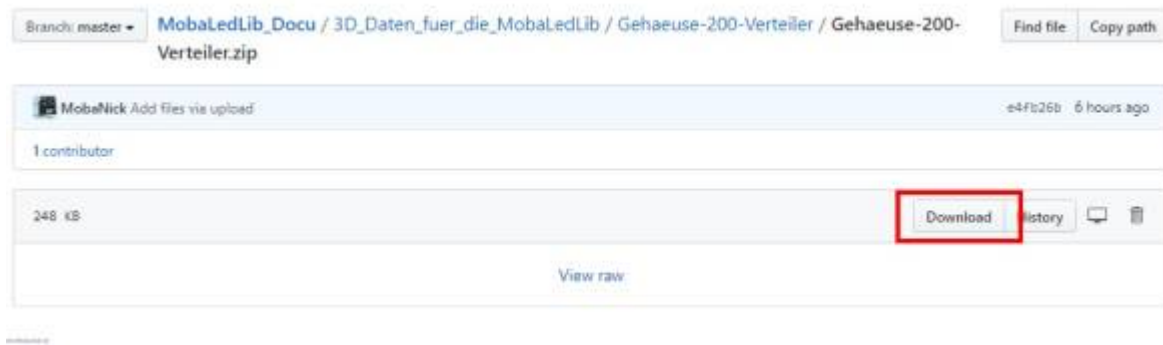 Branch: master MobaLedLib_Docu / 3D_Daten_fuer_die_MobaLedLib / Gehaeuse-200-Verteiler / Gehaeuse-200- Find file Copy path
Verteiler.zip
MobaNick Add files via upload e4fb26b 6 hours ago
1 contributor
248 KB Download History
View raw